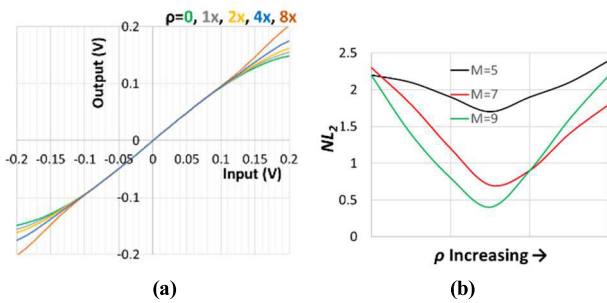 ρ=0, 1x, 2x, 4x, 8x
0.2
Output (V)
0.1
0
-0.2 -0.15 -0.1 -0.05 0 0.05 0.1 0.15 0.2
Input (V)
-0.1
-0.2
(a)
2.5
2
1.5
1
0.5
0
NL2
M=5
M=7
M=9
ρ Increasing →
(b)